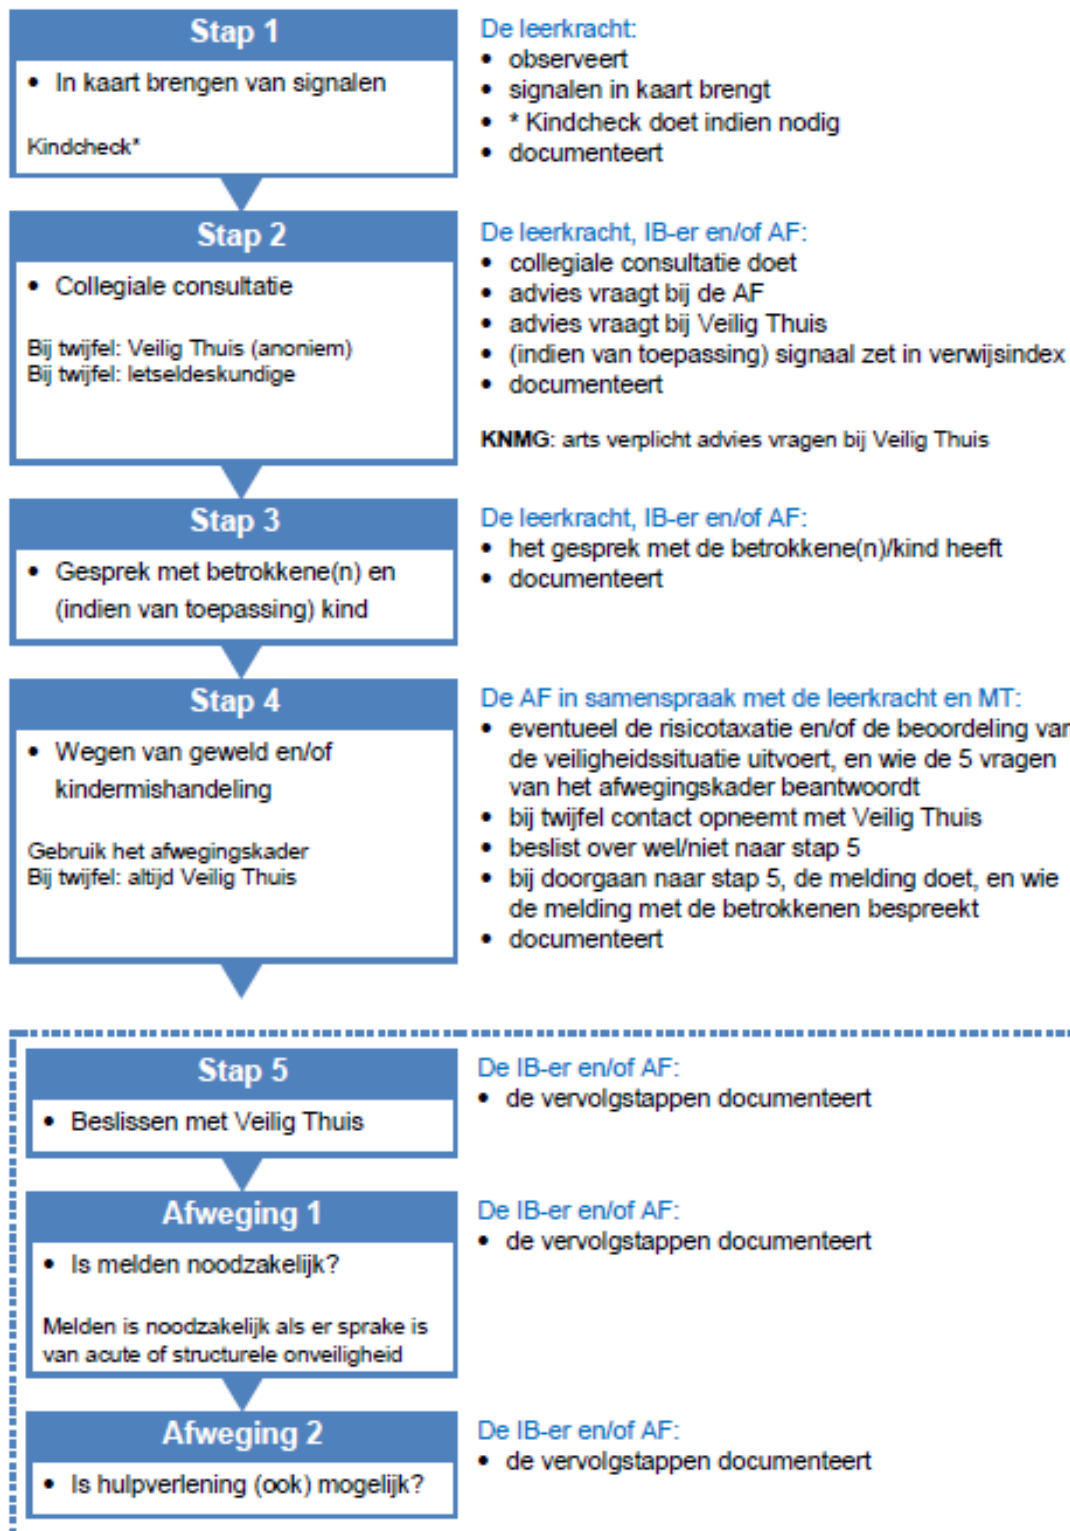 Stap 1
• In kaart brengen van signalen
Kindcheck*
De leerkracht:
• observeert
• signalen in kaart brengt
• * Kindcheck doet indien nodig
• documenteert
Stap 2
• Collegiale consultatie
Bij twijfel: Veilig Thuis (anoniem)
Bij twijfel: letseldeskundige
De leerkracht, IB-er en/of AF:
• collegiale consultatie doet
• advies vraagt bij de AF
• advies vraagt bij Veilig Thuis
• (indien van toepassing) signaal zet in verwijsindex
• documenteert
KNMG: arts verplicht advies vragen bij Veilig Thuis
Stap 3
• Gesprek met betrokkene(n) en
(indien van toepassing) kind
De leerkracht, IB-er en/of AF:
• het gesprek met de betrokkene(n)/kind heeft
• documenteert
Stap 4
• Wegen van geweld en/of
kindermishandeling
Gebruik het afwegingskader
Bij twijfel: altijd Veilig Thuis
De AF in samenspraak met de leerkracht en MT:
• eventueel de risicotaxatie en/of de beoordeling van
de veiligheidssituatie uitvoert, en wie de 5 vragen
van het afwegingskader beantwoordt
• bij twijfel contact opneemt met Veilig Thuis
• beslist over wel/niet naar stap 5
• bij doorgaan naar stap 5, de melding doet, en wie
de melding met de betrokkenen bespreekt
• documenteert
Stap 5
• Beslissen met Veilig Thuis
De IB-er en/of AF:
• de vervolgstappen documenteert
Afweging 1
• Is melden noodzakelijk?
Melden is noodzakelijk als er sprake is
van acute of structurele onveiligheid
De IB-er en/of AF:
• de vervolgstappen documenteert
Afweging 2
• Is hulpverlening (ook) mogelijk?
De IB-er en/of AF:
• de vervolgstappen documenteert